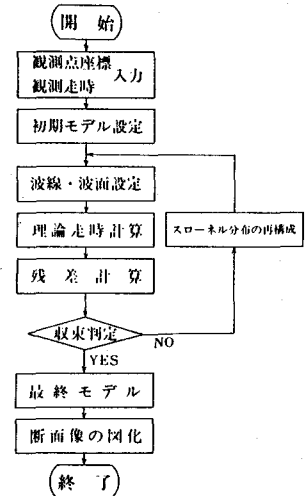 開 始
観測点座標
観測走時
入力
初期モデル設定
波線・波面設定
理論走時計算
残 差 計 算
収束判定
NO
YES
スローネル分布の再構成
最 終 モ デ ル
断面像の図化
終 了